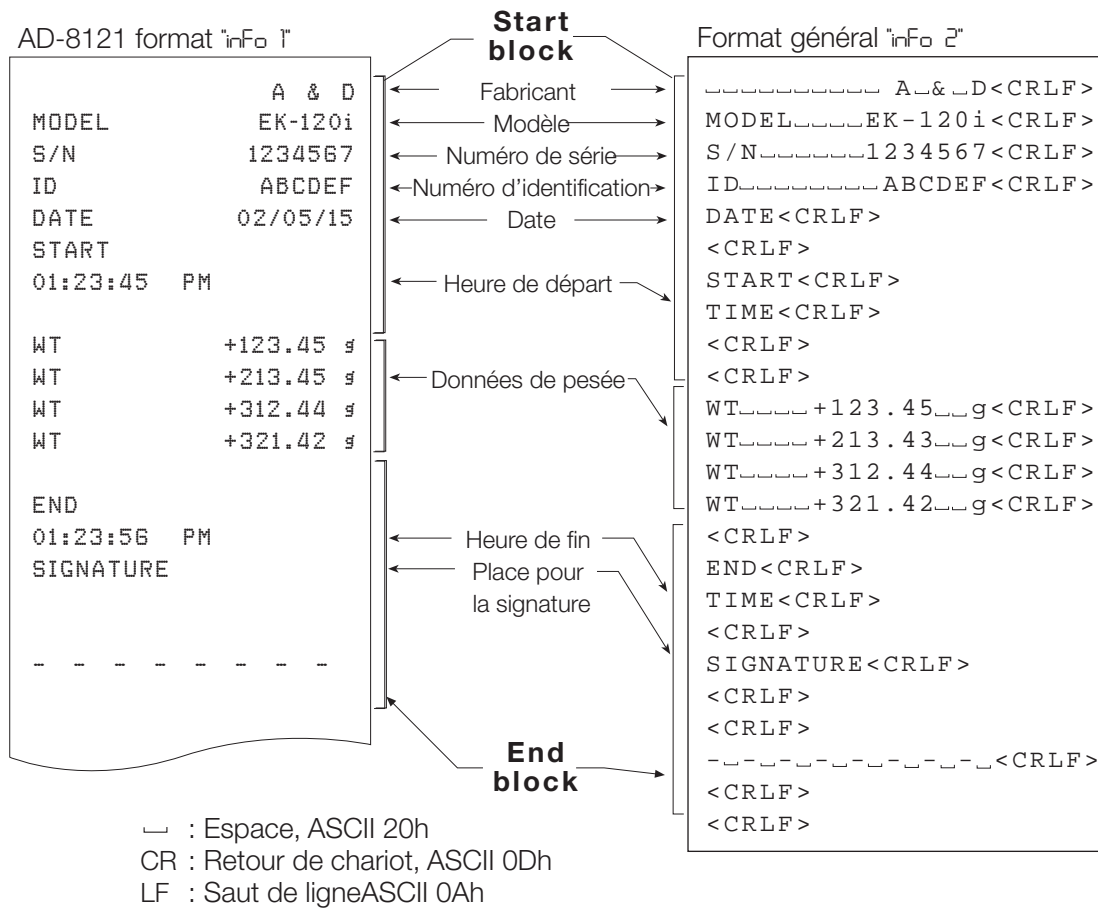 AD-8121 format "inFo 1"
A & D
MODEL EK-120i
S/N 1234567
ID ABCDEF
DATE 02/05/15
START
01:23:45 PM
WT +123.45 g
WT +213.45 g
WT +312.44 g
WT +321.42 g
END
01:23:56 PM
SIGNATURE
- - - - - - - -
Start
block
Fabricant
Modèle
Numéro de série
Numéro d'identification
Date
Heure de départ
Données de pesée
Heure de fin
Place pour
la signature
End
block
Format général "inFo 2"
␣␣␣␣␣␣␣␣␣␣ A␣&␣D<CRLF>
MODEL␣␣␣␣EK-120i<CRLF>
S/N␣␣␣␣␣␣1234567<CRLF>
ID␣␣␣␣␣␣␣␣ABCDEF<CRLF>
DATE<CRLF>
<CRLF>
START<CRLF>
TIME<CRLF>
<CRLF>
<CRLF>
WT␣␣␣␣+123.45␣␣g<CRLF>
WT␣␣␣␣+213.43␣␣g<CRLF>
WT␣␣␣␣+312.44␣␣g<CRLF>
WT␣␣␣␣+321.42␣␣g<CRLF>
<CRLF>
END<CRLF>
TIME<CRLF>
<CRLF>
SIGNATURE<CRLF>
<CRLF>
<CRLF>
-␣-␣-␣-␣-␣-␣-␣-␣<CRLF>
<CRLF>
<CRLF>
␣ : Espace, ASCII 20h
CR : Retour de chariot, ASCII 0Dh
LF : Saut de ligneASCII 0Ah